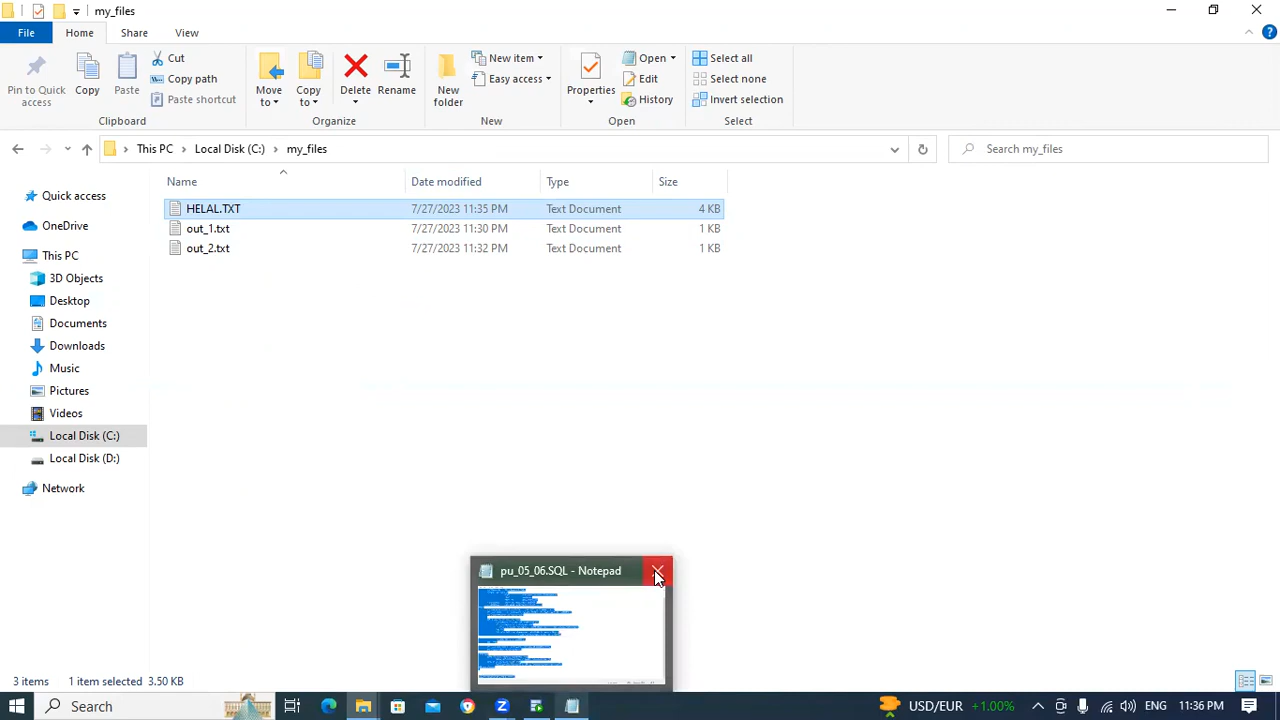 my_files
File Home Share View
Pin to Quick access
Copy
Paste
Cut
Copy path
Paste shortcut
Clipboard
Move to
Copy to
Delete
Rename
Organize
New folder
New item
Easy access
New
Properties
Open
Edit
History
Open
Select all
Select none
Invert selection
Select
This PC Local Disk (C:) my_files
Search my_files
Name Date modified Type Size
HELAL.TXT 7/27/2023 11:35 PM Text Document 4 KB
out_1.txt 7/27/2023 11:30 PM Text Document 1 KB
out_2.txt 7/27/2023 11:32 PM Text Document 1 KB
Quick access
OneDrive
This PC
3D Objects
Desktop
Documents
Downloads
Music
Pictures
Videos
Local Disk (C:)
Local Disk (D:)
Network
pu_05_06.SQL - Notepad
3 items 1 item selected 3.50 KB
Search
USD/EUR +1.00% ENG 11:36 PM